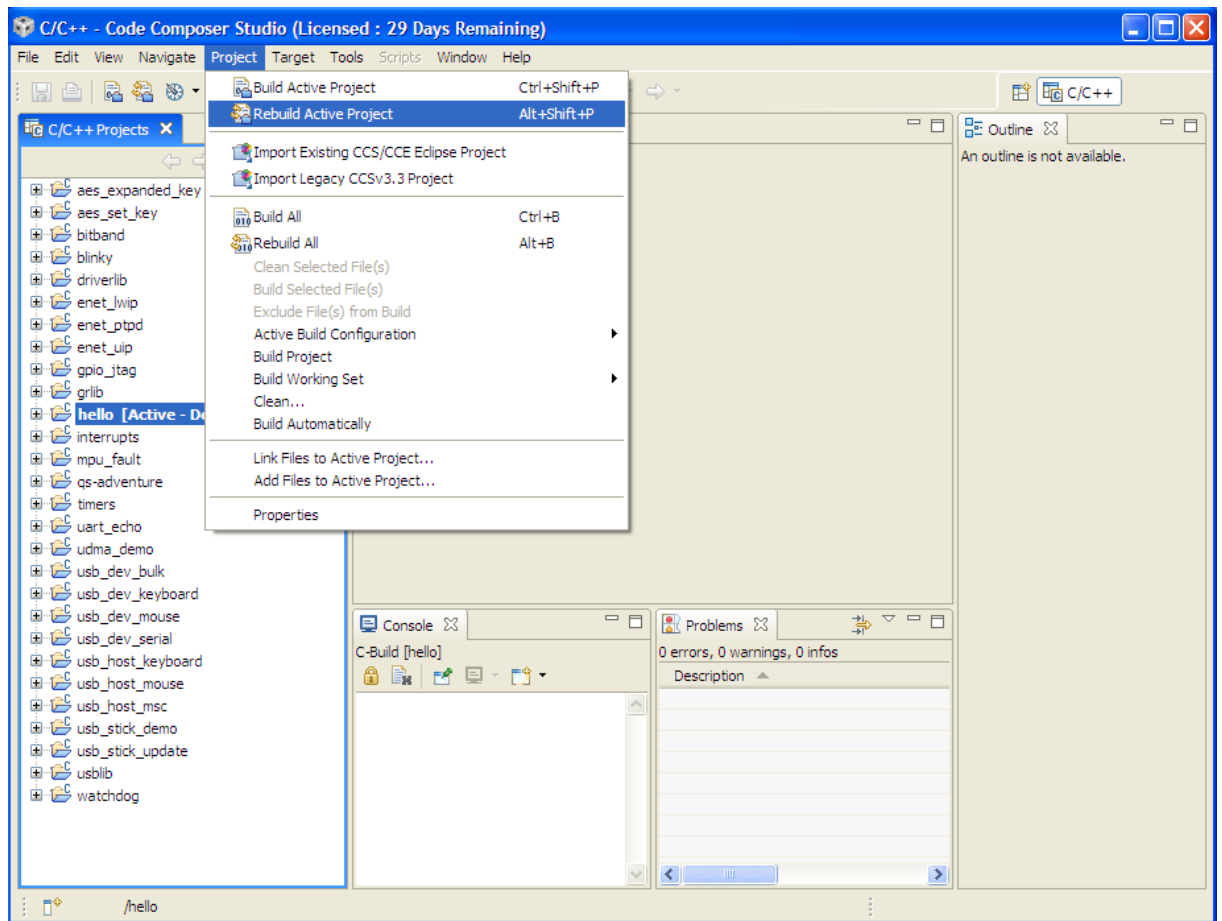 C/C++ - Code Composer Studio (Licensed : 29 Days Remaining)
File Edit View Navigate Project Target Tools Scripts Window Help
C/C++
Build Active Project Ctrl+Shift+P
Rebuild Active Project Alt+Shift+P
Import Existing CCS/CCE Eclipse Project
Import Legacy CCSv3.3 Project
Build All Ctrl+B
Rebuild All Alt+B
Clean Selected File(s)
Build Selected File(s)
Exclude File(s) from Build
Active Build Configuration
Build Project
Build Working Set
Clean...
Build Automatically
Link Files to Active Project...
Add Files to Active Project...
Properties
C/C++ Projects
aes_expanded_key
aes_set_key
bitband
blinky
driverlib
enet_lwip
enet_ptpd
enet_uip
gpio_jtag
grlib
hello [Active - De
interrupts
mpu_fault
qs-adventure
timers
uart_echo
udma_demo
usb_dev_bulk
usb_dev_keyboard
usb_dev_mouse
usb_dev_serial
usb_host_keyboard
usb_host_mouse
usb_host_msc
usb_stick_demo
usb_stick_update
usblib
watchdog
Outline
An outline is not available.
Console
C-Build [hello]
Problems
0 errors, 0 warnings, 0 infos
Description
/hello